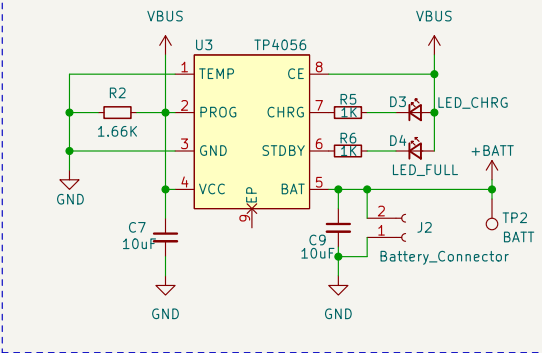 VBUS
VBUS
U3
TP4056
1
TEMP
CE
8
R2
2
PROG
CHRG
7
R5
1K
D3
LED_CHRG
1.66K
3
GND
STDBY
6
R6
1K
D4
LED_FULL
+BATT
4
VCC
BAT
5
GND
EP
9
C7
10uF
C9
10uF
2
1
J2
Battery_Connector
TP2
BATT
GND
GND